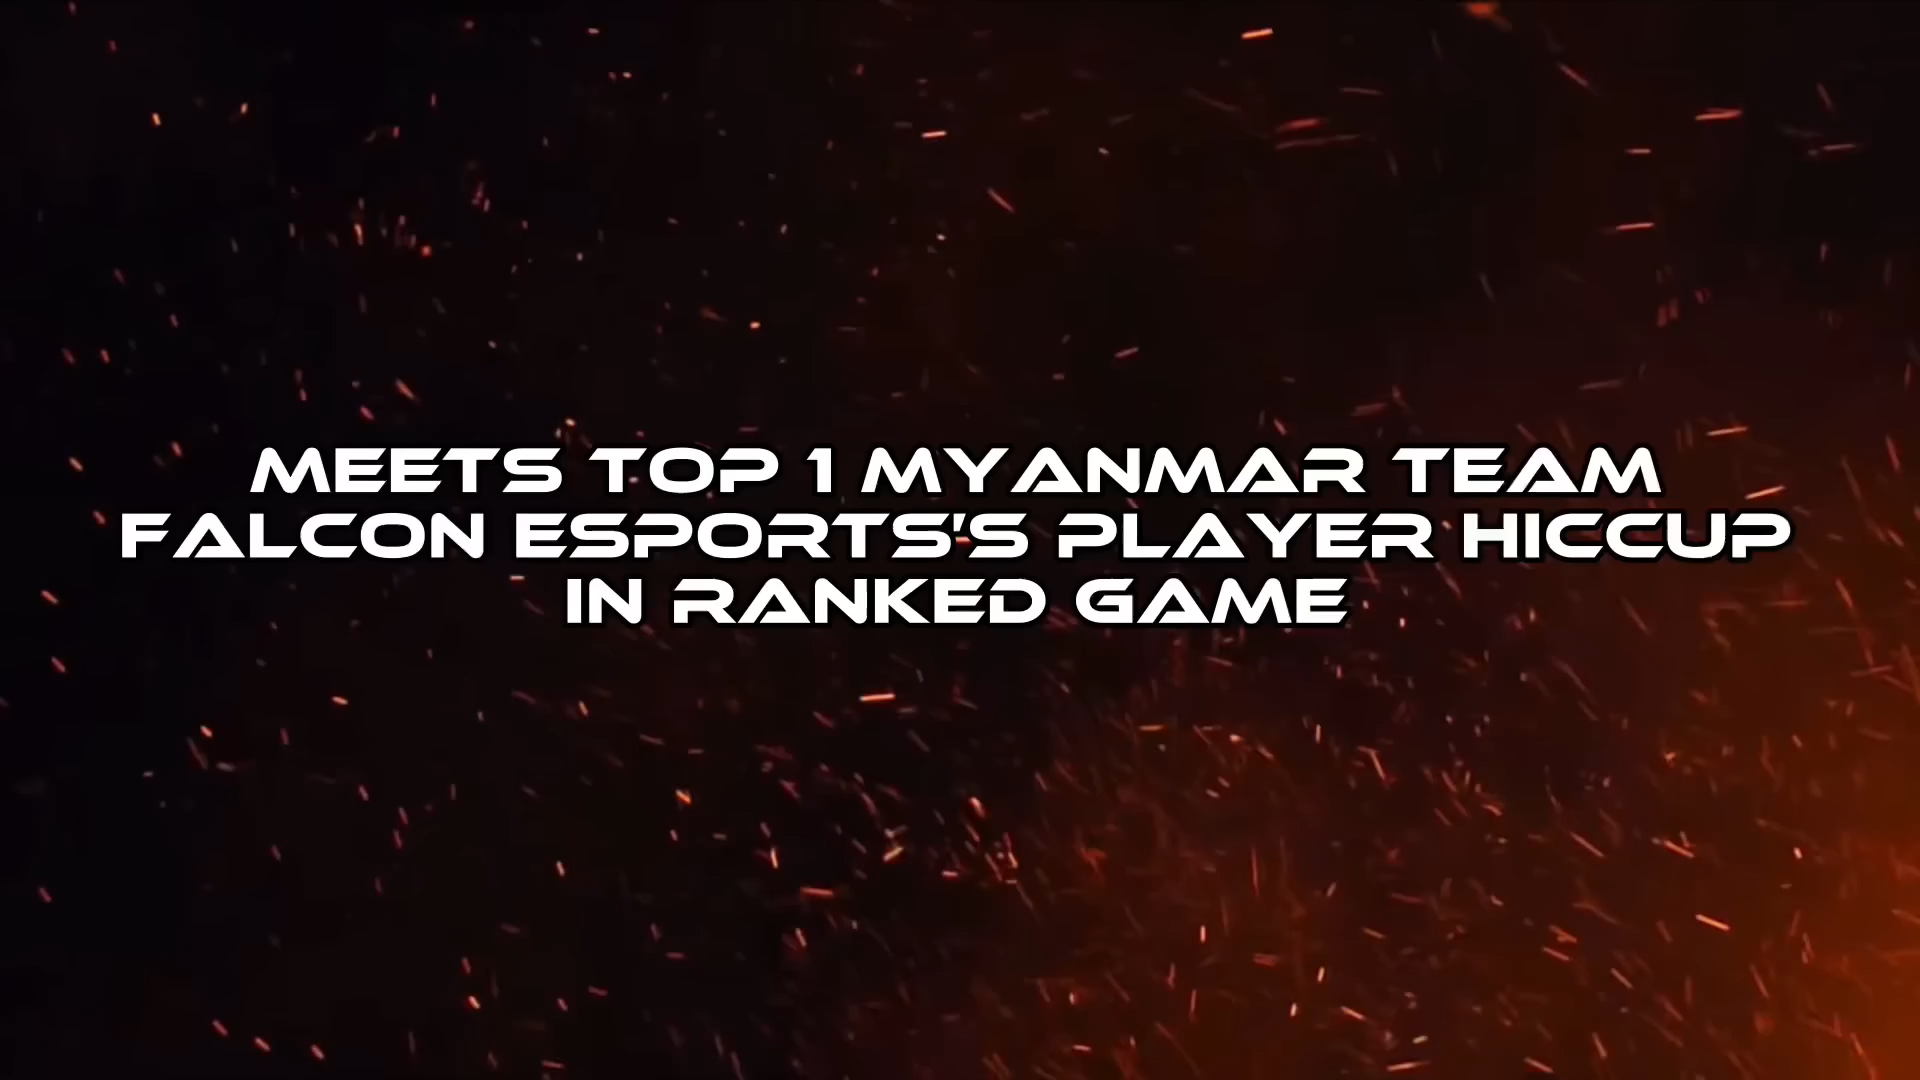 MEETS TOP 1 MYANMAR TEAM
FALCON ESPORTS'S PLAYER HICCUP
IN RANKED GAME